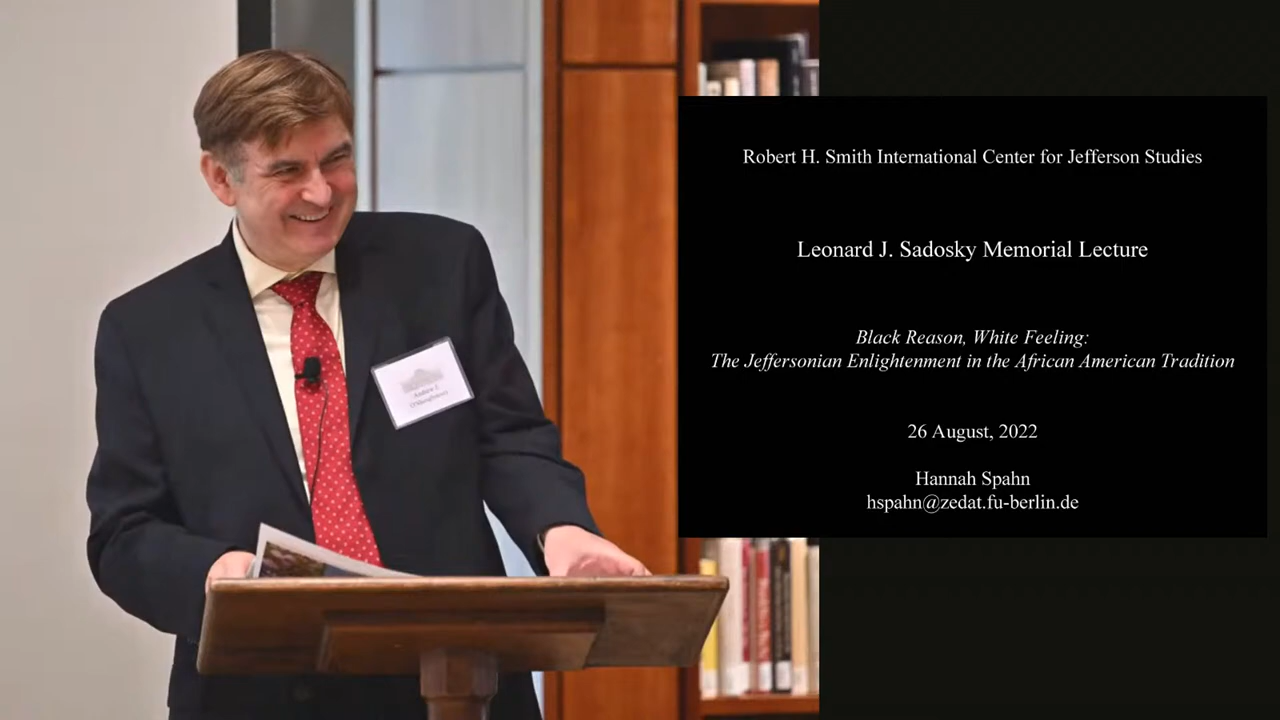 Robert H. Smith International Center for Jefferson Studies
Leonard J. Sadosky Memorial Lecture
Black Reason, White Feeling:
The Jeffersonian Enlightenment in the African American Tradition
26 August, 2022
Hannah Spahn
hspahn@zedat.fu-berlin.de
Andrew J.